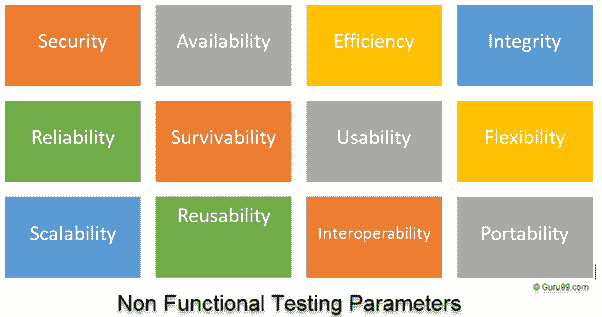 Security
Availability
Efficiency
Integrity
Reliability
Survivability
Usability
Flexibility
Scalability
Reusability
Interoperability
Portability
© Guru99.com
Non Functional Testing Parameters